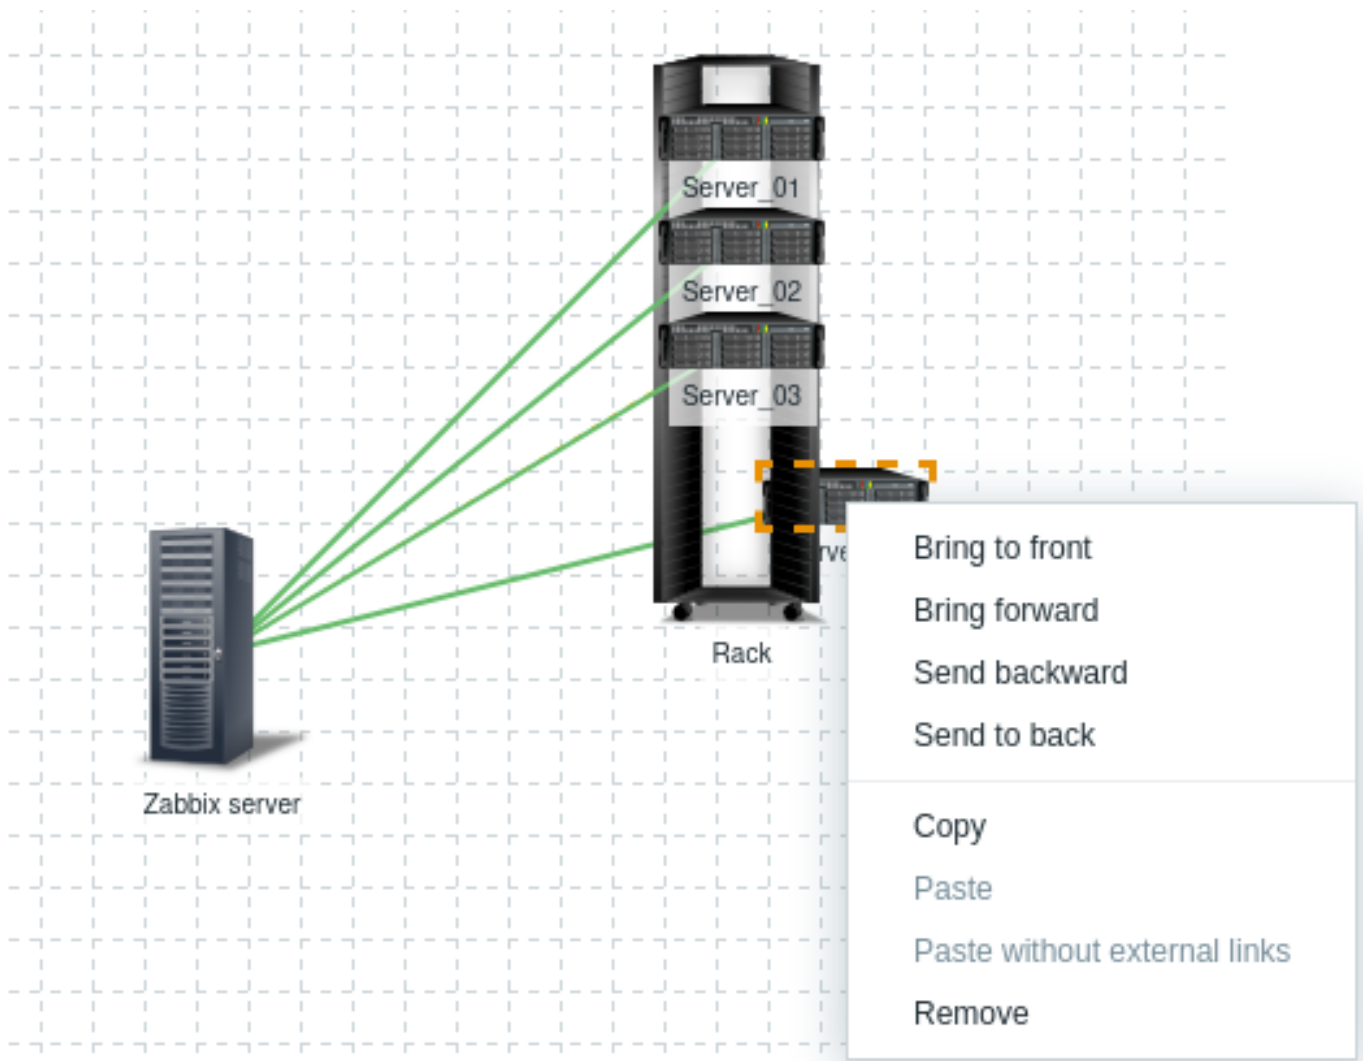 Server_01
Server_02
Server_03
Rack
Zabbix server
Bring to front
Bring forward
Send backward
Send to back
Copy
Paste
Paste without external links
Remove